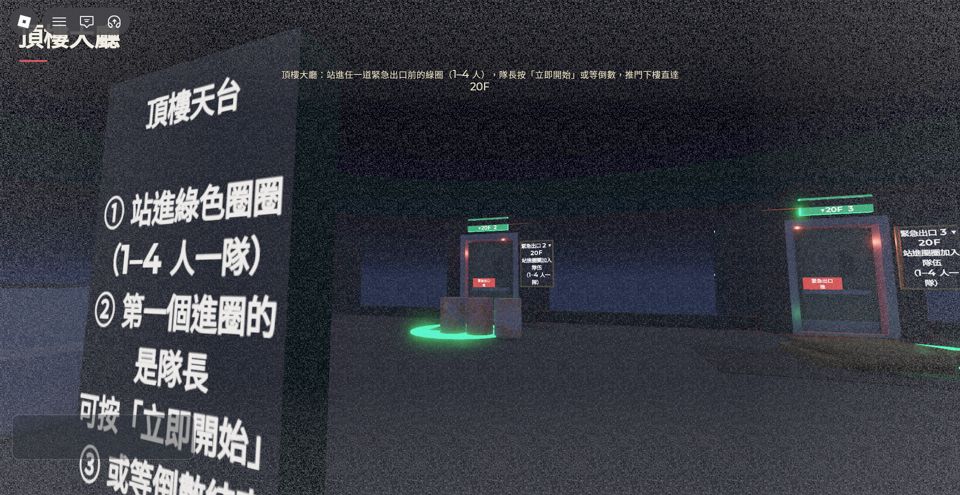 頂樓大廳
頂樓大廳：站進任一道緊急出口前的綠圈（1–4 人），隊長按「立即開始」或等倒數，推門下樓直達
20F
頂樓天台
① 站進綠色圈圈
（1–4 人一隊）
② 第一個進圈的
是隊長
可按「立即開始」
③ 或等倒數結束
+20F 2
緊急出口 2 ▼
20F
站進圈圈加入
隊伍
（1–4 人一
隊）
緊急出口
+20F 3
緊急出口 3 ▼
20F
站進圈圈加入
隊伍
（1–4 人一
隊）
緊急出口